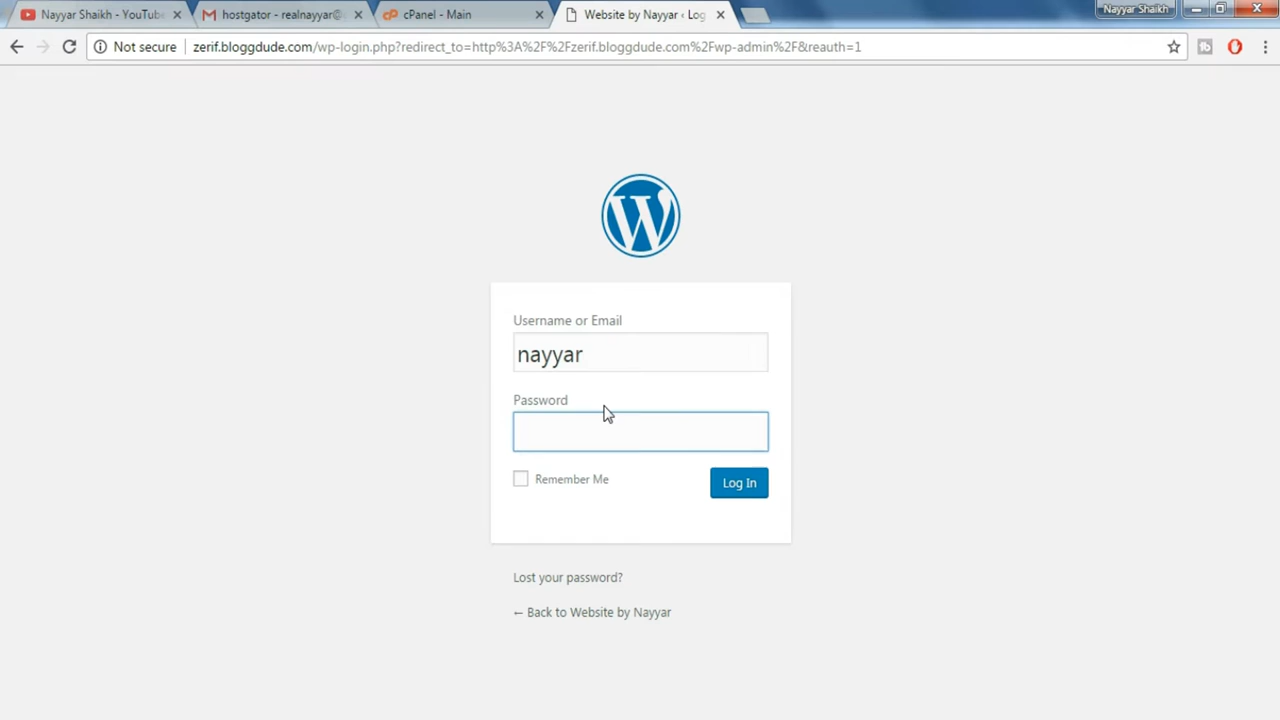 Nayyar Shaikh - YouTube
hostgator - realnayyar@
cPanel - Main
Website by Nayyar ‹ Log
Nayyar Shaikh
Not secure
zerif.bloggdude.com/wp-login.php?redirect_to=http%3A%2F%2Fzerif.bloggdude.com%2Fwp-admin%2F&reauth=1
Username or Email
nayyar
Password
Remember Me
Log In
Lost your password?
← Back to Website by Nayyar